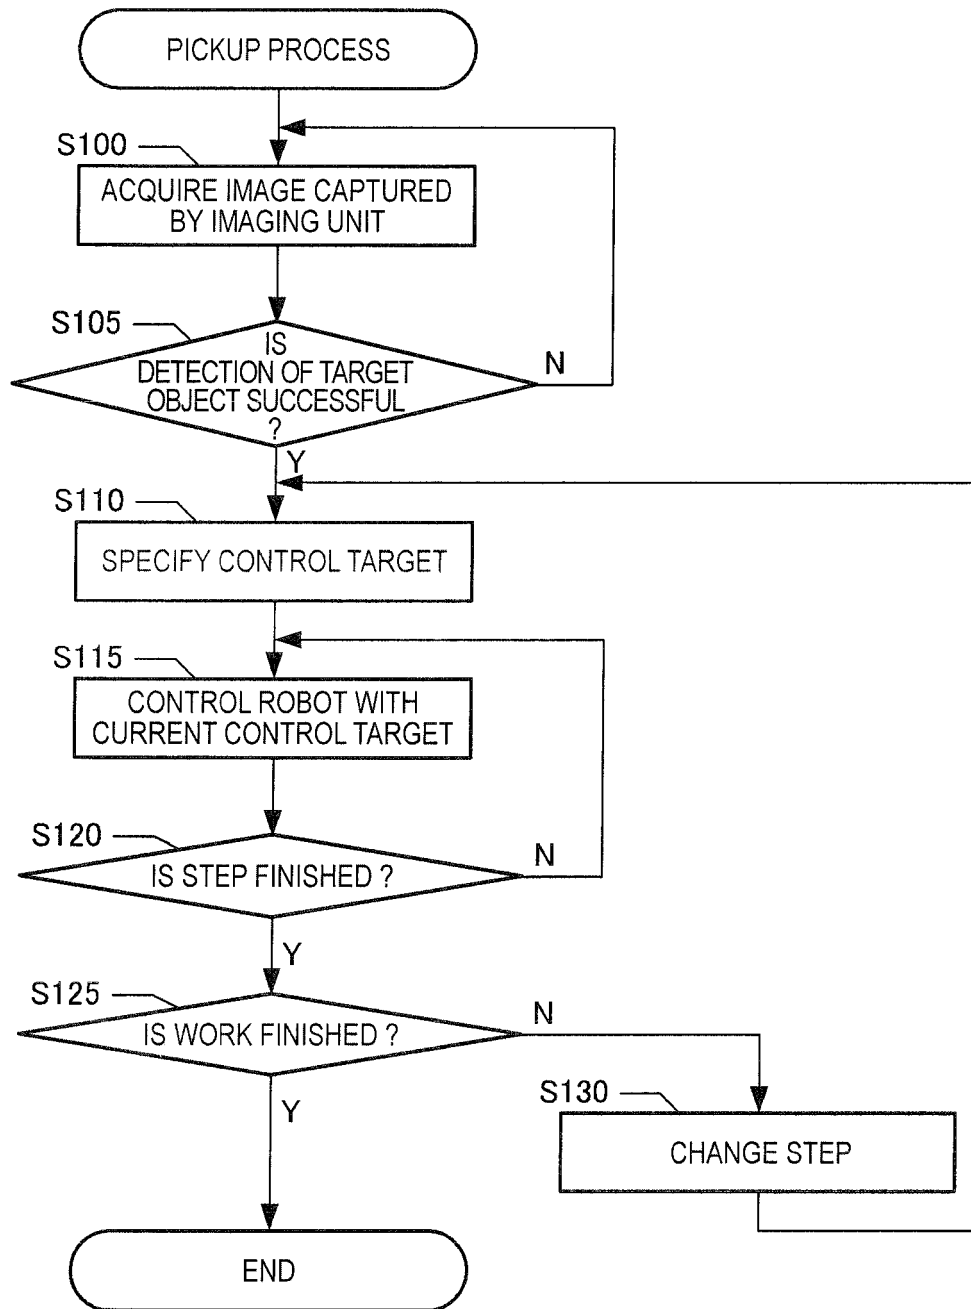 PICKUP PROCESS
S100
ACQUIRE IMAGE CAPTURED
BY IMAGING UNIT
S105
IS
DETECTION OF TARGET
OBJECT SUCCESSFUL
?
N
Y
S110
SPECIFY CONTROL TARGET
S115
CONTROL ROBOT WITH
CURRENT CONTROL TARGET
S120
IS STEP FINISHED ?
N
Y
S125
IS WORK FINISHED ?
N
Y
S130
CHANGE STEP
END